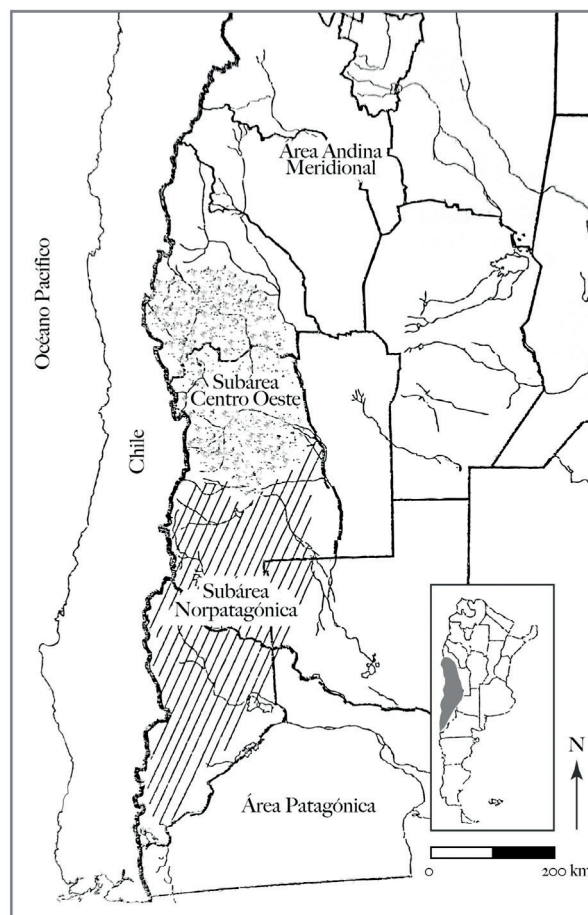 Área Andina
Meridional
Océano Pacífico
Subárea
Centro Oeste
Chile
Subárea
Norpatagónica
Área Patagónica
N
0
200 km